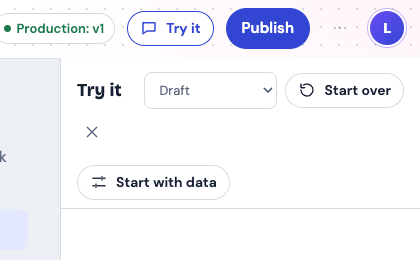 Production: v1 Try it Publish ... L
Try it Draft Start over
k
Start with data